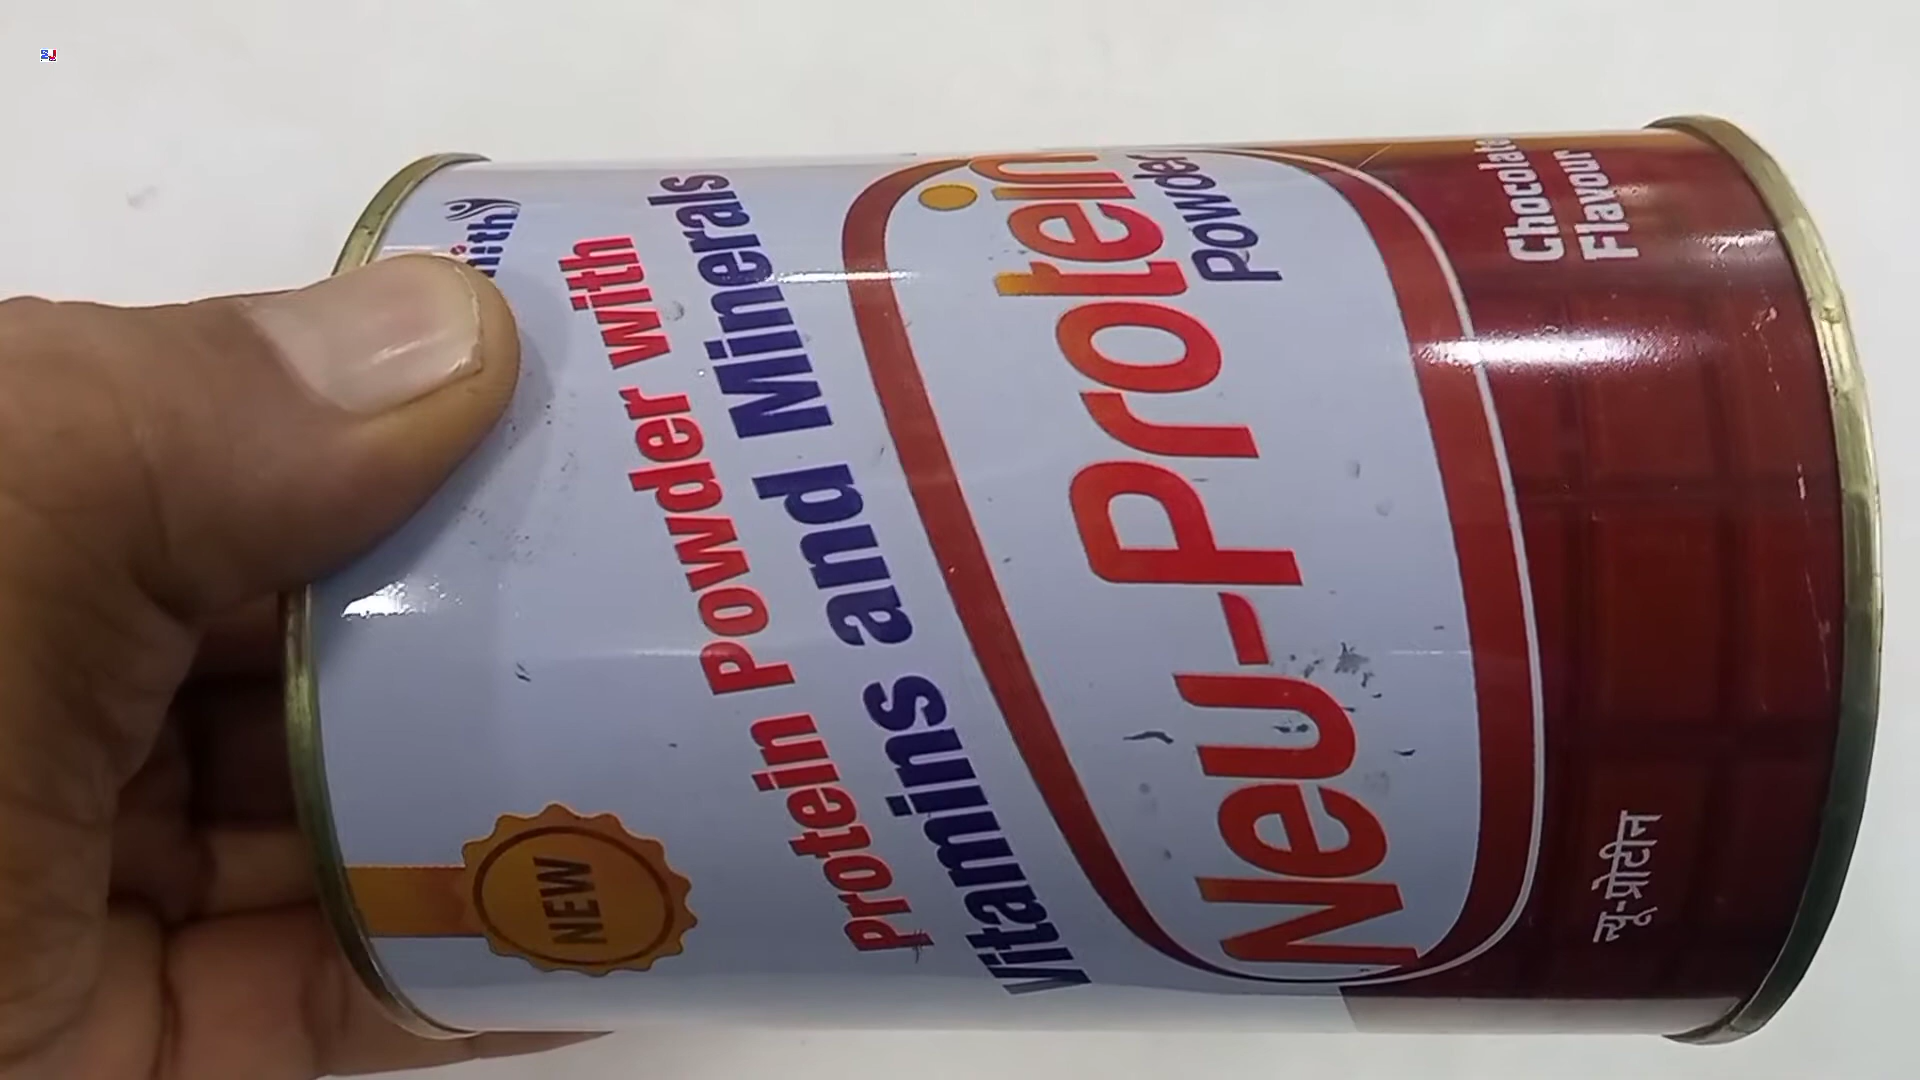 Protein Powder with
Vitamins and Minerals
NEW
Neu-Protein
Powder
Chocolate
Flavour
न्यू-प्रोटीन